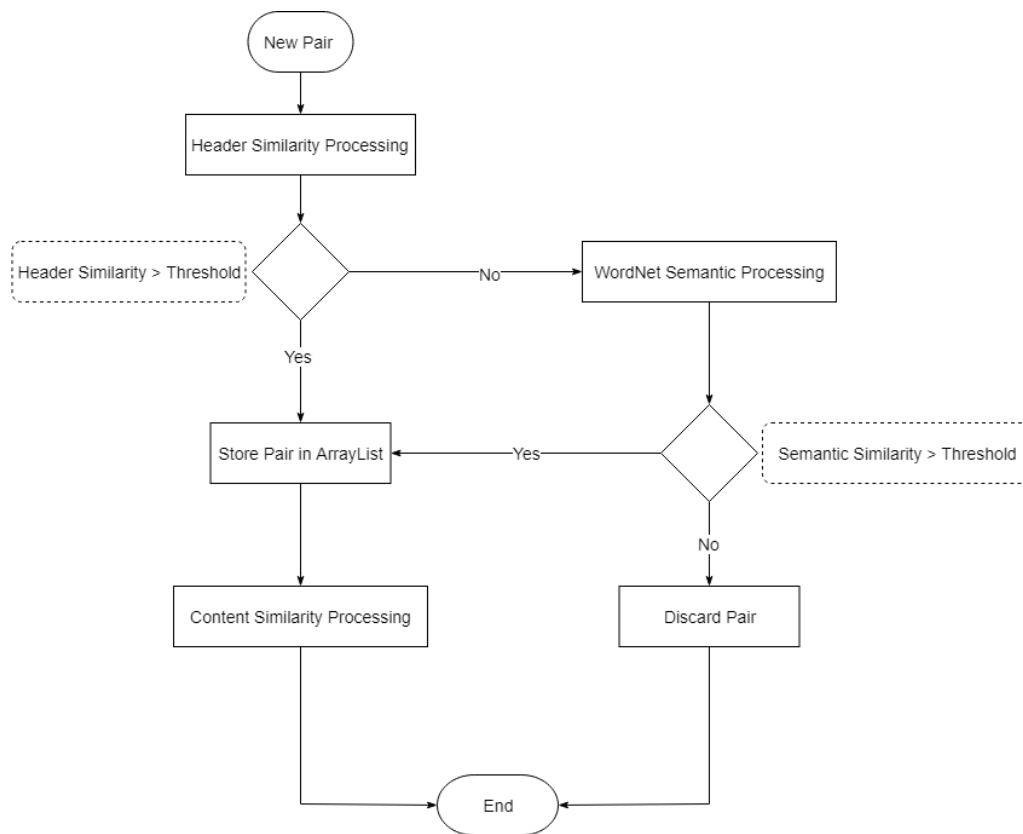 New Pair
Header Similarity Processing
Header Similarity > Threshold
No
WordNet Semantic Processing
Yes
Store Pair in ArrayList
Yes
Semantic Similarity > Threshold
No
Content Similarity Processing
Discard Pair
End